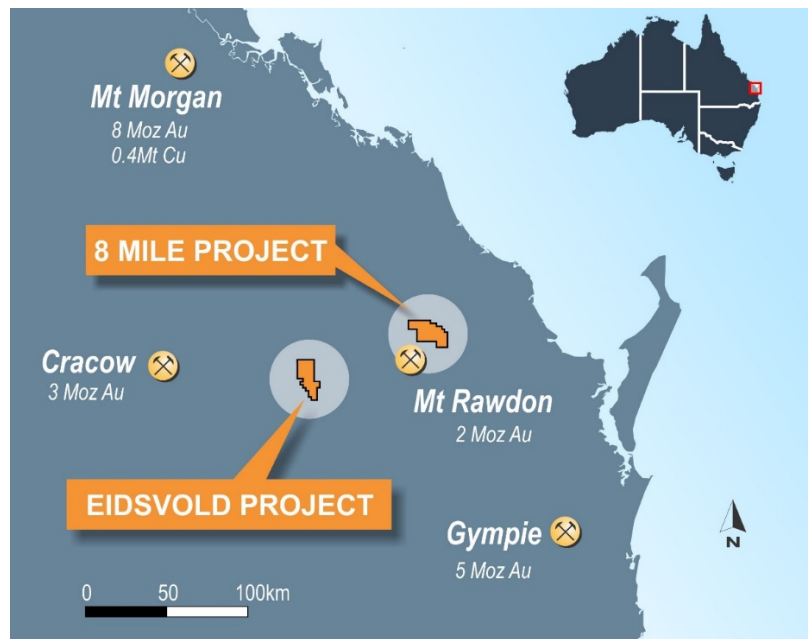 Mt Morgan
8 Moz Au
0.4Mt Cu
8 MILE PROJECT
Cracow
3 Moz Au
Mt Rawdon
2 Moz Au
EIDSVOLD PROJECT
Gympie
5 Moz Au
N
0 50 100km